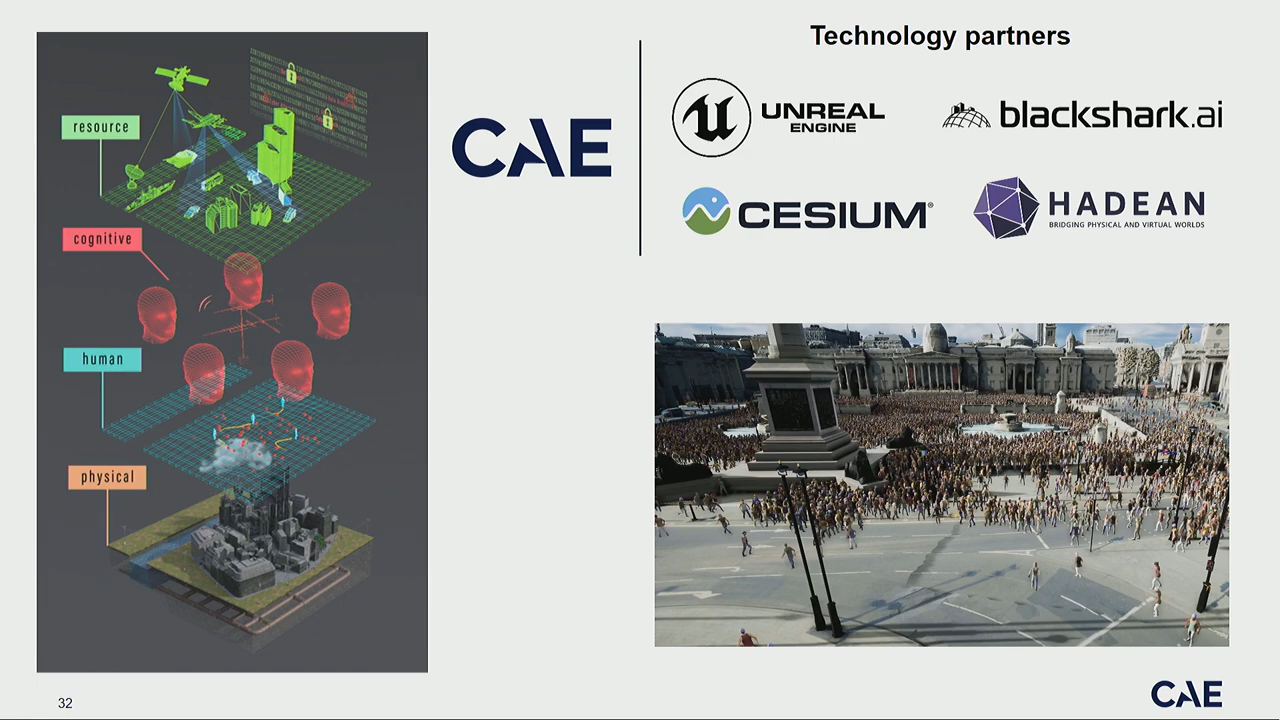 resource
cognitive
human
physical
CAE
Technology partners
UNREAL
ENGINE
blackshark.ai
CESIUM®
HADEAN
BRIDGING PHYSICAL AND VIRTUAL WORLDS
32
CAE